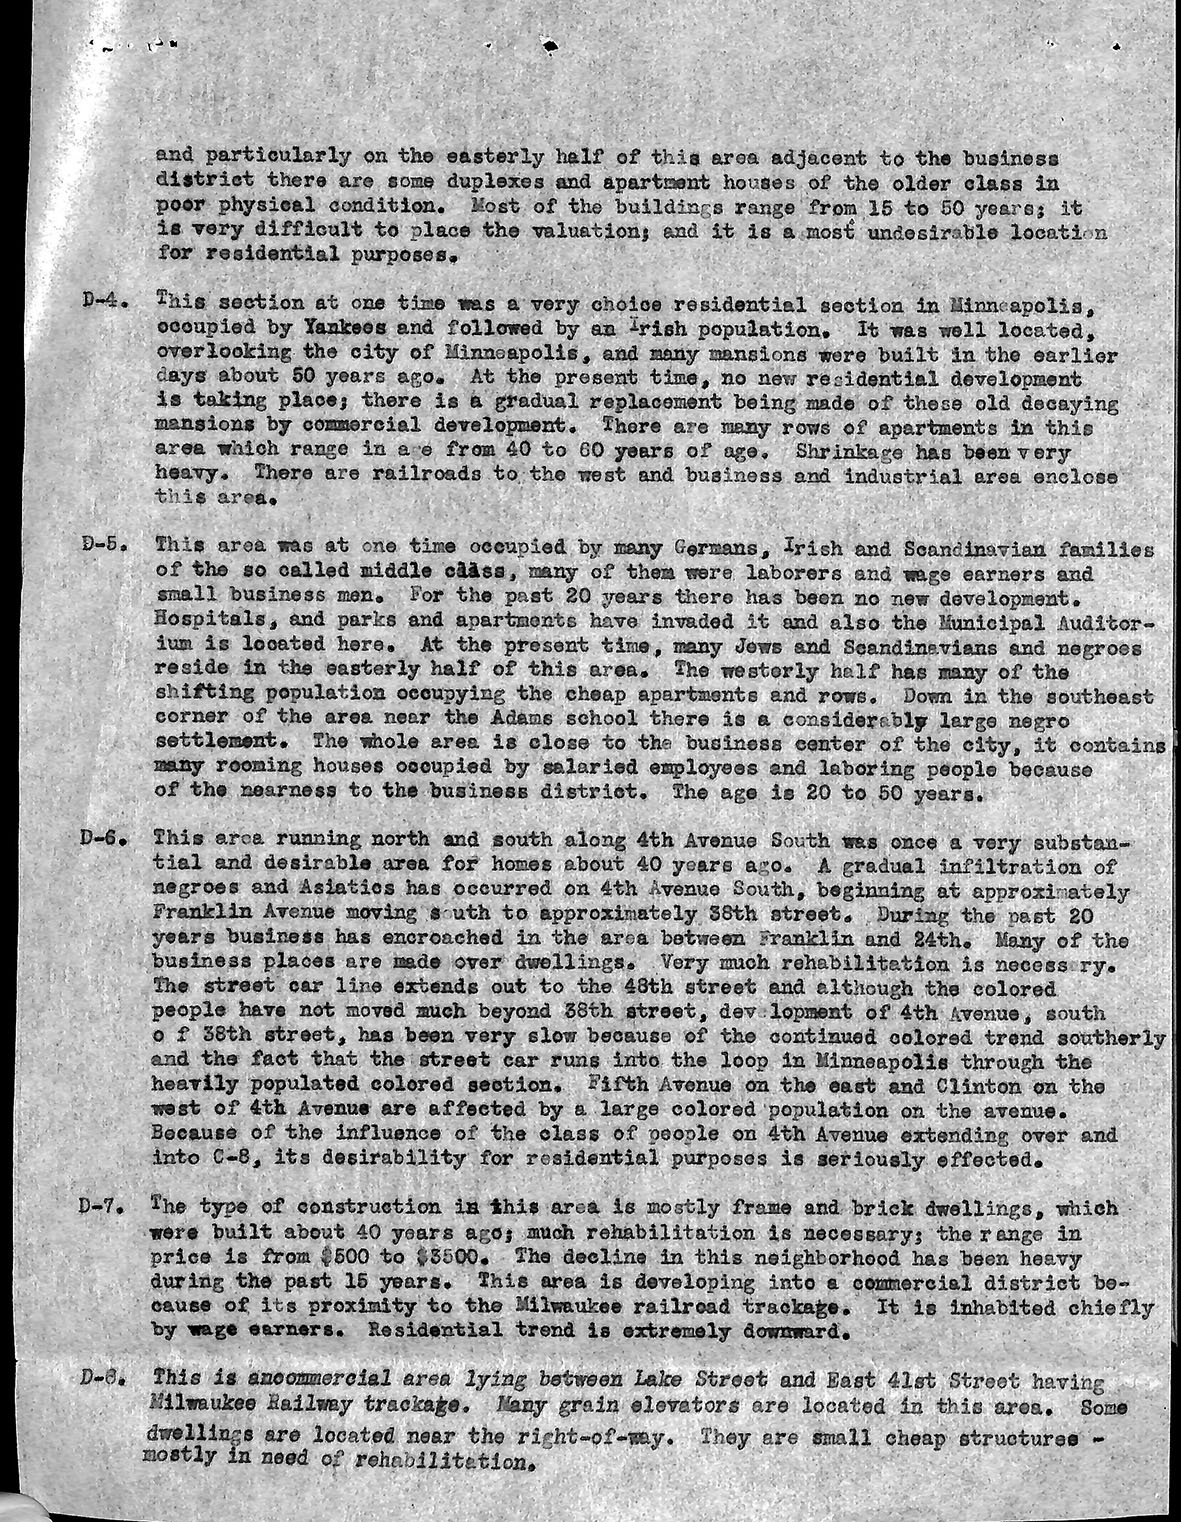 and particularly on the easterly half of this area adjacent to the business
district there are some duplexes and apartment houses of the older class in
poor physical condition. Most of the buildings range from 15 to 50 years; it
is very difficult to place the valuation; and it is a most undesirable location
for residential purposes.
D-4. This section at one time was a very choice residential section in Minneapolis,
occupied by Yankees and followed by an Irish population. It was well located,
overlooking the city of Minneapolis, and many mansions were built in the earlier
days about 50 years ago. At the present time, no new residential development
is taking place; there is a gradual replacement being made of these old decaying
mansions by commercial development. There are many rows of apartments in this
area which range in a e from 40 to 60 years of age. Shrinkage has been very
heavy. There are railroads to the west and business and industrial area enclose
this area.
D-5. This area was at one time occupied by many Germans, Irish and Scandinavian families
of the so called middle class, many of them were laborers and wage earners and
small business men. For the past 20 years there has been no new development.
Hospitals, and parks and apartments have invaded it and also the Municipal Auditor-
ium is located here. At the present time, many Jews and Scandinavians and negroes
reside in the easterly half of this area. The westerly half has many of the
shifting population occupying the cheap apartments and rows. Down in the southeast
corner of the area near the Adams school there is a considerably large negro
settlement. The whole area is close to the business center of the city, it contains
many rooming houses occupied by salaried employees and laboring people because
of the nearness to the business district. The age is 20 to 50 years.
D-6. This area running north and south along 4th Avenue South was once a very substan-
tial and desirable area for homes about 40 years ago. A gradual infiltration of
negroes and Asiatics has occurred on 4th Avenue South, beginning at approximately
Franklin Avenue moving south to approximately 38th street. During the past 20
years business has encroached in the area between Franklin and 24th. Many of the
business places are made over dwellings. Very much rehabilitation is necessary.
The street car line extends out to the 48th street and although the colored
people have not moved much beyond 38th street, development of 4th Avenue, south
o f 38th street, has been very slow because of the continued colored trend southerly
and the fact that the street car runs into the loop in Minneapolis through the
heavily populated colored section. Fifth Avenue on the east and Clinton on the
west of 4th Avenue are affected by a large colored population on the avenue.
Because of the influence of the class of people on 4th Avenue extending over and
into C-8, its desirability for residential purposes is seriously effected.
D-7. The type of construction in this area is mostly frame and brick dwellings, which
were built about 40 years ago; much rehabilitation is necessary; the range in
price is from $500 to $3500. The decline in this neighborhood has been heavy
during the past 15 years. This area is developing into a commercial district be-
cause of its proximity to the Milwaukee railroad trackage. It is inhabited chiefly
by wage earners. Residential trend is extremely downward.
D-8. This is ancommercial area lying between Lake Street and East 41st Street having
Milwaukee Railway trackage. Many grain elevators are located in this area. Some
dwellings are located near the right-of-way. They are small cheap structures -
mostly in need of rehabilitation.